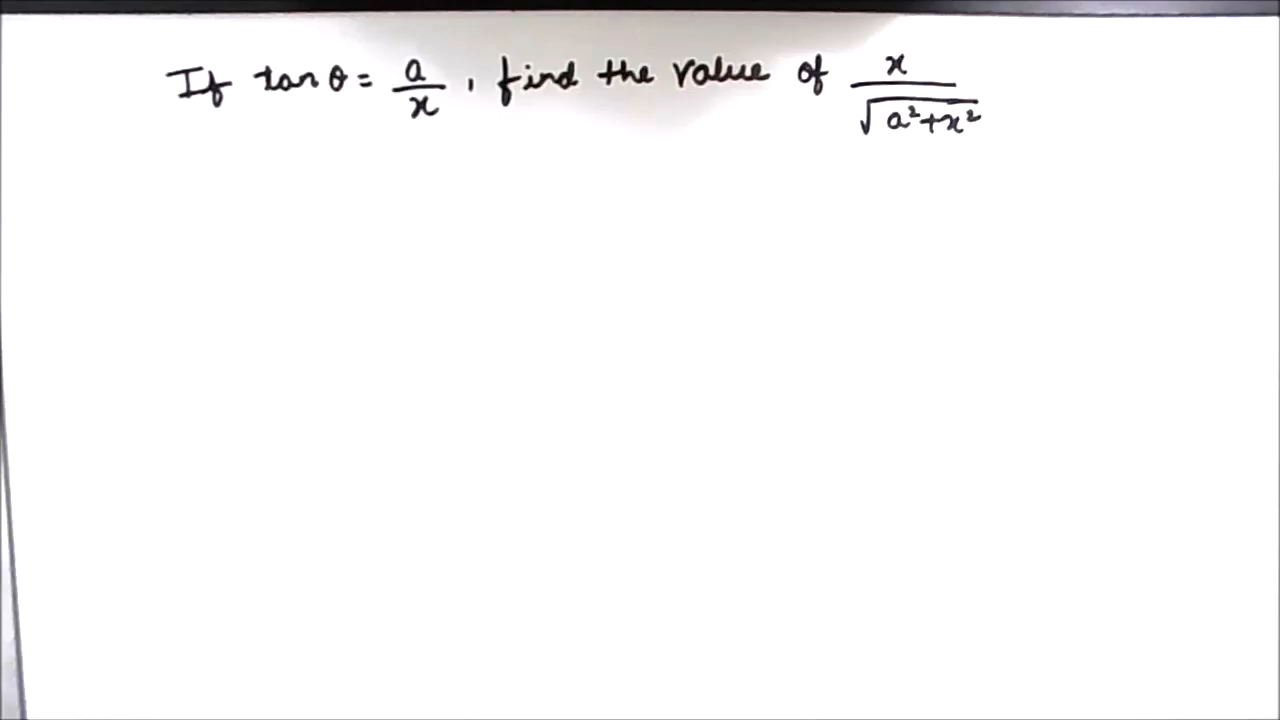 If tan θ = a/x , find the value of x/√(a²+x²)